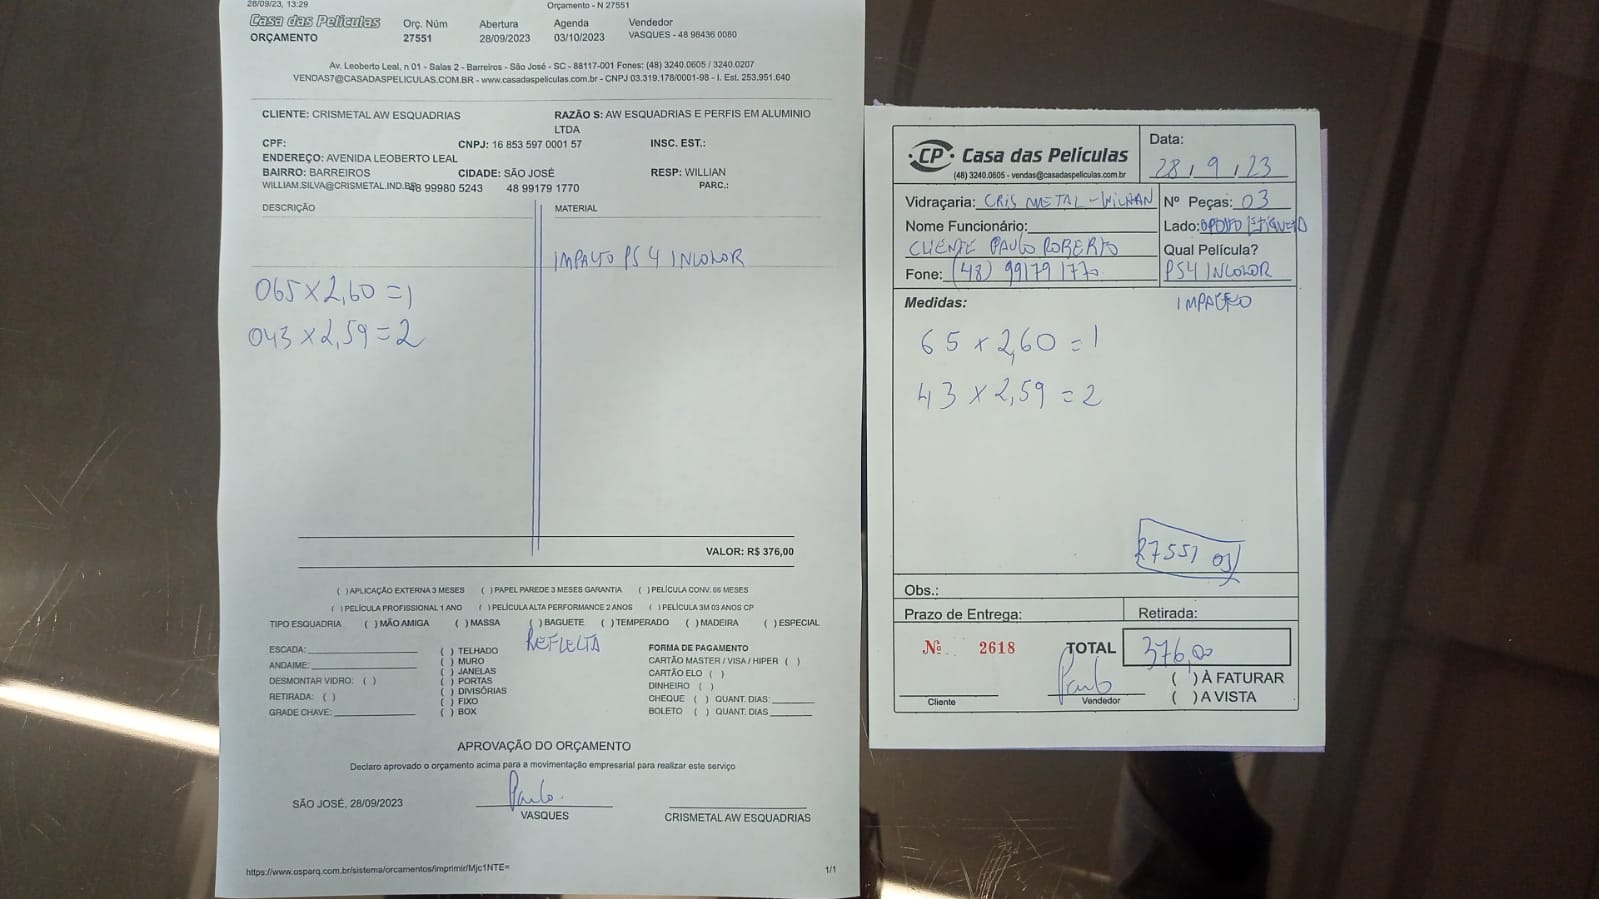 28/09/23, 13:29
Orçamento - N 27551
Casa das Películas
ORÇAMENTO
Orç. Núm
27551
Abertura
28/09/2023
Agenda
03/10/2023
Vendedor
VASQUES - 48 98436 0080
Av. Leoberto Leal, n 01 - Salas 2 - Barreiros - São José - SC - 88117-001 Fones: (48) 3240.0605 / 3240.0207
VENDAS7@CASADASPELICULAS.COM.BR - www.casadaspeliculas.com.br - CNPJ 03.319.178/0001-98 - I. Est. 253.951.640
CLIENTE: CRISMETAL AW ESQUADRIAS
RAZÃO S: AW ESQUADRIAS E PERFIS EM ALUMINIO
LTDA
CPF: CNPJ: 16 853 597 0001 57 INSC. EST.:
ENDEREÇO: AVENIDA LEOBERTO LEAL
BAIRRO: BARREIROS CIDADE: SÃO JOSÉ RESP: WILLIAN
WILLIAM.SILVA@CRISMETAL.IND.BR 48 99980 5243 48 99179 1770 PARC.:
DESCRIÇÃO MATERIAL
IMPACTO PS 4 INCOLOR
065 x 2,60 = 1
043 x 2,59 = 2
VALOR: R$ 376,00
( ) APLICAÇÃO EXTERNA 3 MESES ( ) PAPEL PAREDE 3 MESES GARANTIA ( ) PELÍCULA CONV. 06 MESES
( ) PELÍCULA PROFISSIONAL 1 ANO ( ) PELÍCULA ALTA PERFORMANCE 2 ANOS ( ) PELÍCULA 3M 03 ANOS CP
TIPO ESQUADRIA ( ) MÃO AMIGA ( ) MASSA ( ) BAGUETE ( ) TEMPERADO ( ) MADEIRA ( ) ESPECIAL
REFLECTA
ESCADA:
ANDAIME:
DESMONTAR VIDRO: ( )
RETIRADA: ( )
GRADE CHAVE:
( ) TELHADO
( ) MURO
( ) JANELAS
( ) PORTAS
( ) DIVISÓRIAS
( ) FIXO
( ) BOX
FORMA DE PAGAMENTO
CARTÃO MASTER / VISA / HIPER ( )
CARTÃO ELO ( )
DINHEIRO ( )
CHEQUE ( ) QUANT. DIAS:
BOLETO ( ) QUANT. DIAS
APROVAÇÃO DO ORÇAMENTO
Declaro aprovado o orçamento acima para a movimentação empresarial para realizar este serviço
SÃO JOSÉ, 28/09/2023
Paulo.
VASQUES
CRISMETAL AW ESQUADRIAS
https://www.osparq.com.br/sistema/orcamentos/imprimir/Mjc1NTE=
1/1
CP Casa das Películas
(48) 3240.0605 - vendas@casadaspeliculas.com.br
Data:
28/9/23
Vidraçaria: CRIS METAL - WILLIAN
Nº Peças: 03
Nome Funcionário:
CLIENTE PAULO ROBERTO
Lado: OPOSTO ETIQUETA
Fone: (48) 99179 1770
Qual Película?
PS4 INCOLOR
IMPACTO
Medidas:
65 x 2,60 = 1
43 x 2,59 = 2
27551
Obs.:
Prazo de Entrega:
Retirada:
Nº 2618
TOTAL 376,00
Paulo
Cliente
Vendedor
( ) À FATURAR
( ) A VISTA